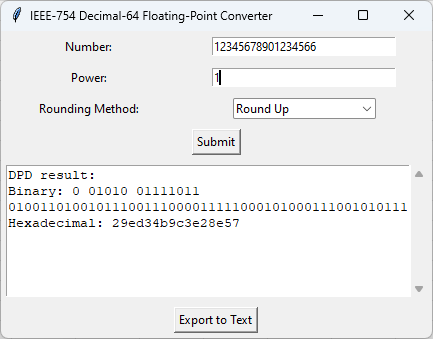 IEEE-754 Decimal-64 Floating-Point Converter
Number: 12345678901234566
Power: 1
Rounding Method: Round Up
Submit
DPD result:
Binary: 0 01010 01111011
01001101001011100111000011111000101000111001010111
Hexadecimal: 29ed34b9c3e28e57
Export to Text